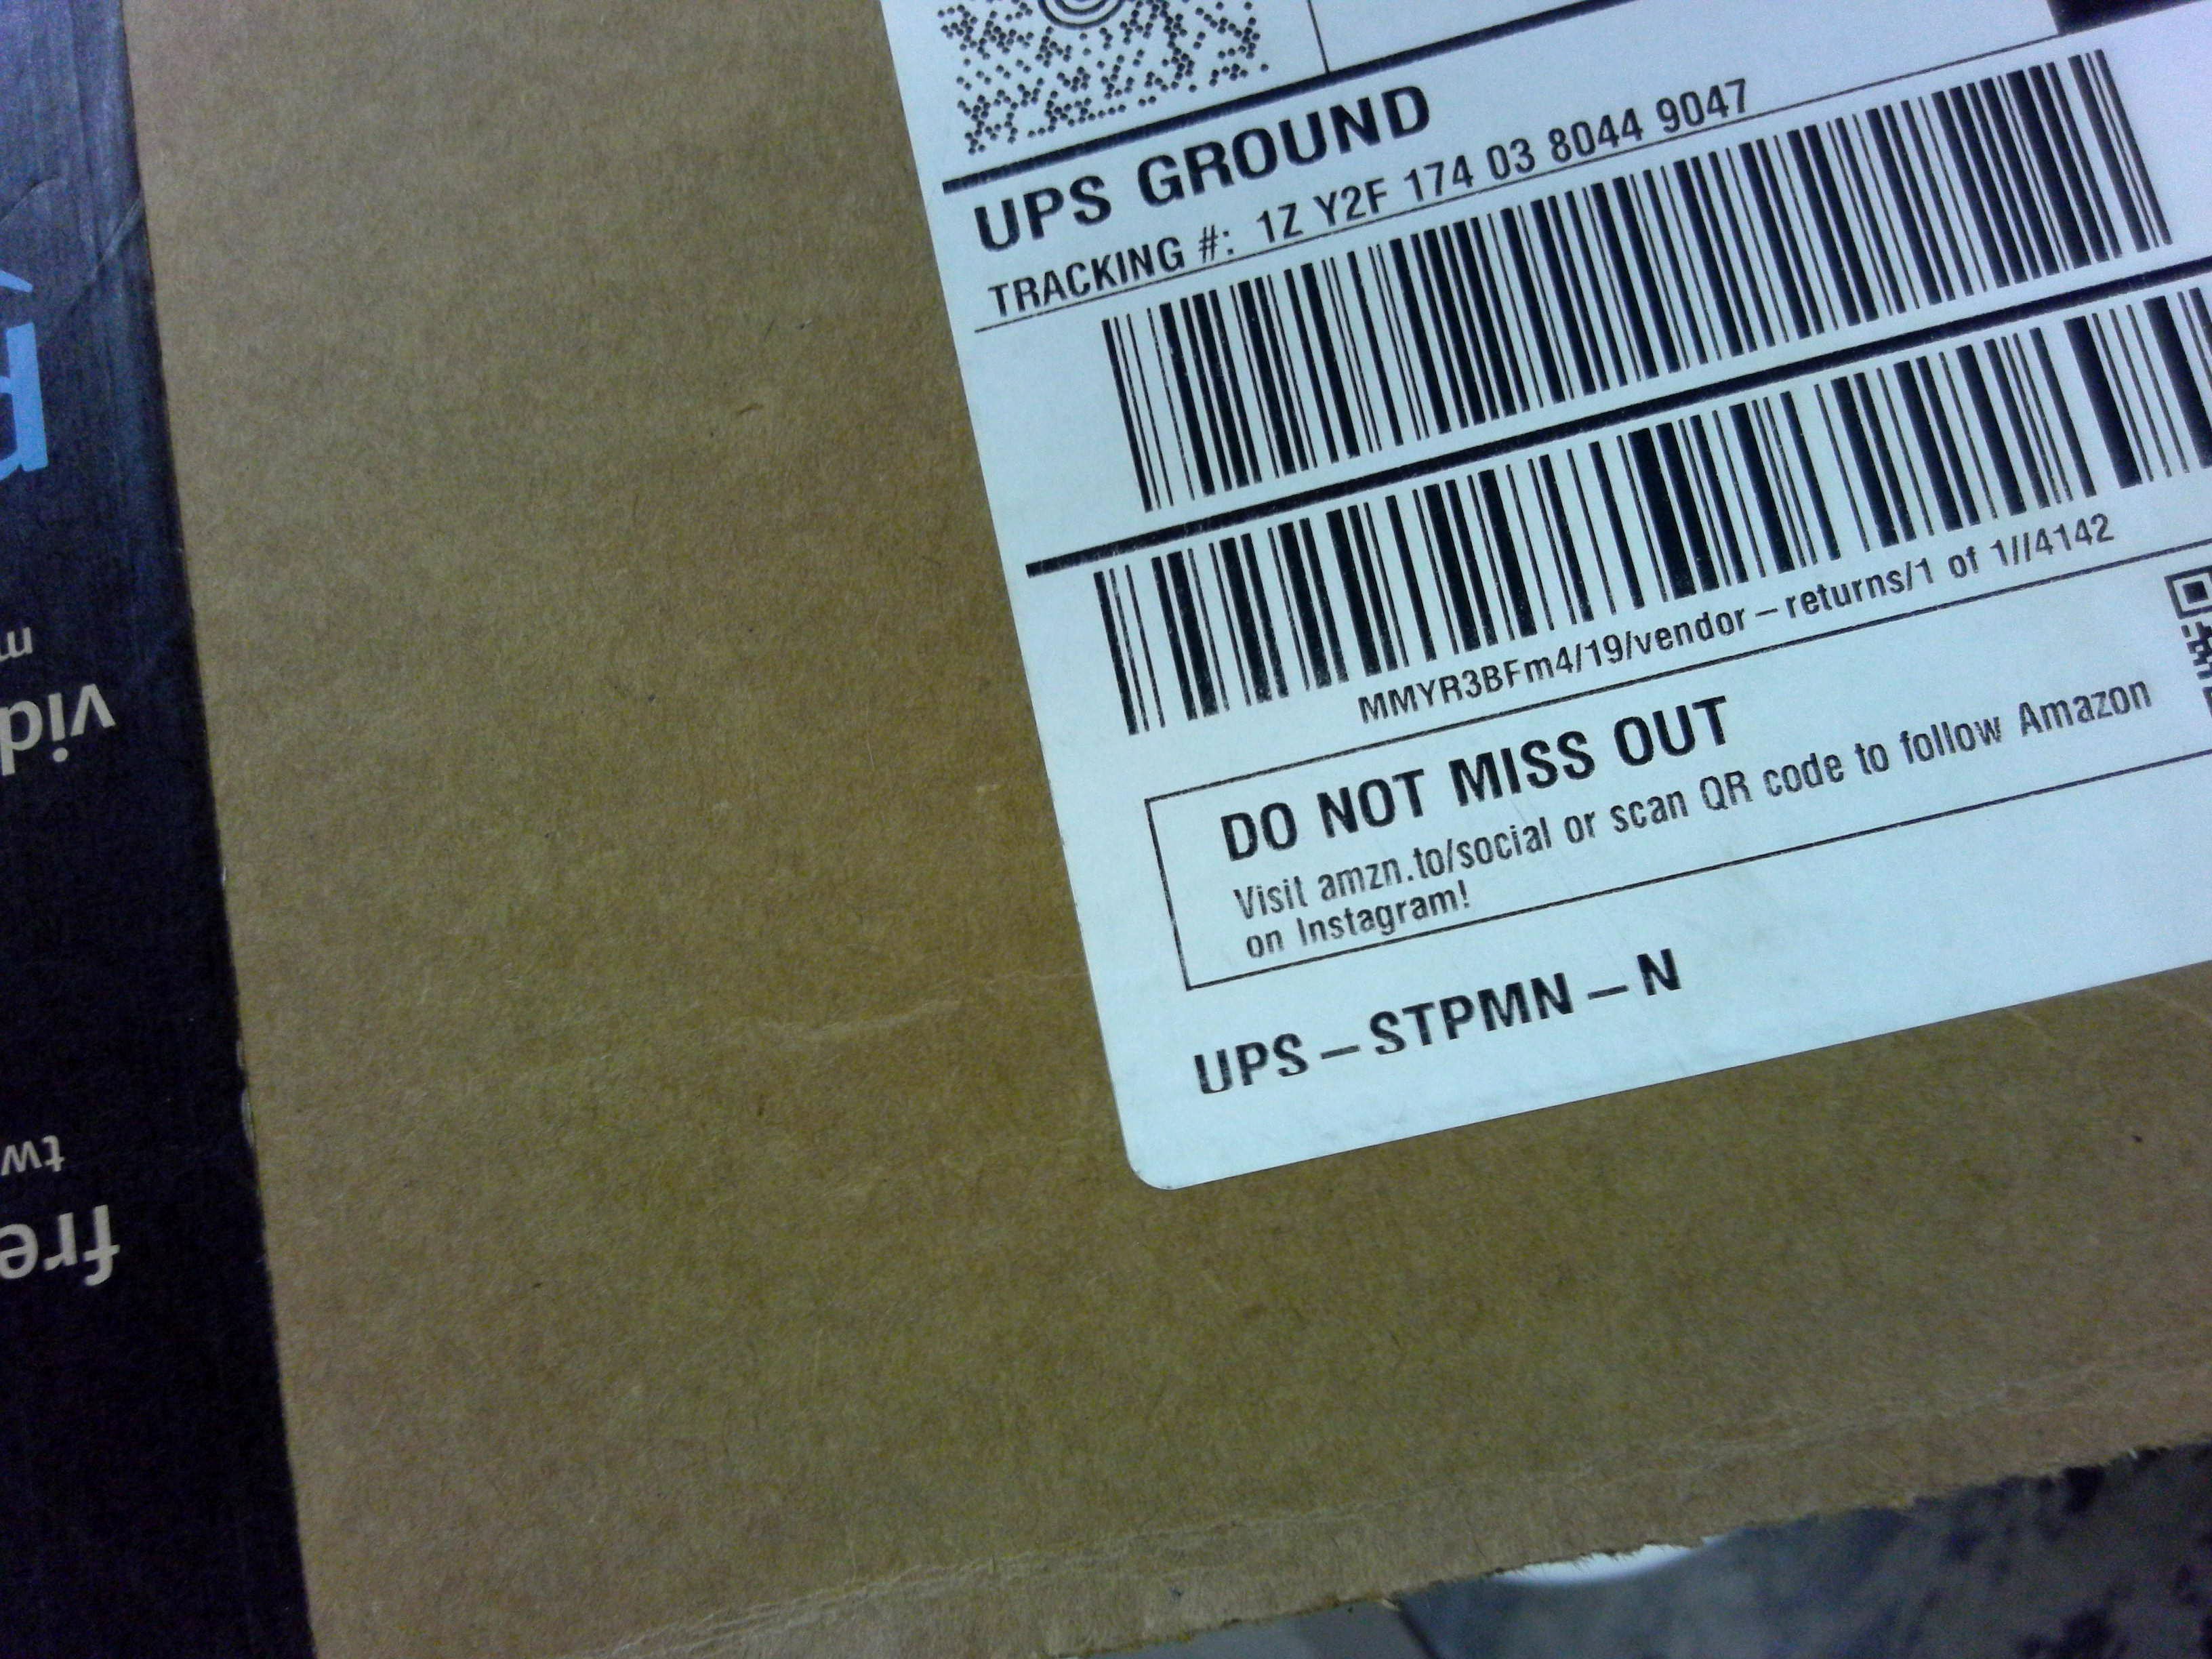 UPS GROUND
TRACKING #: 1Z Y2F 174 03 8044 9047
MMYR3BFm4/19/vendor-returns/1 of 1//4142
DO NOT MISS OUT
Visit amzn.to/social or scan QR code to follow Amazon
on Instagram!
UPS-STPMN-N
fre
tw
vid
m